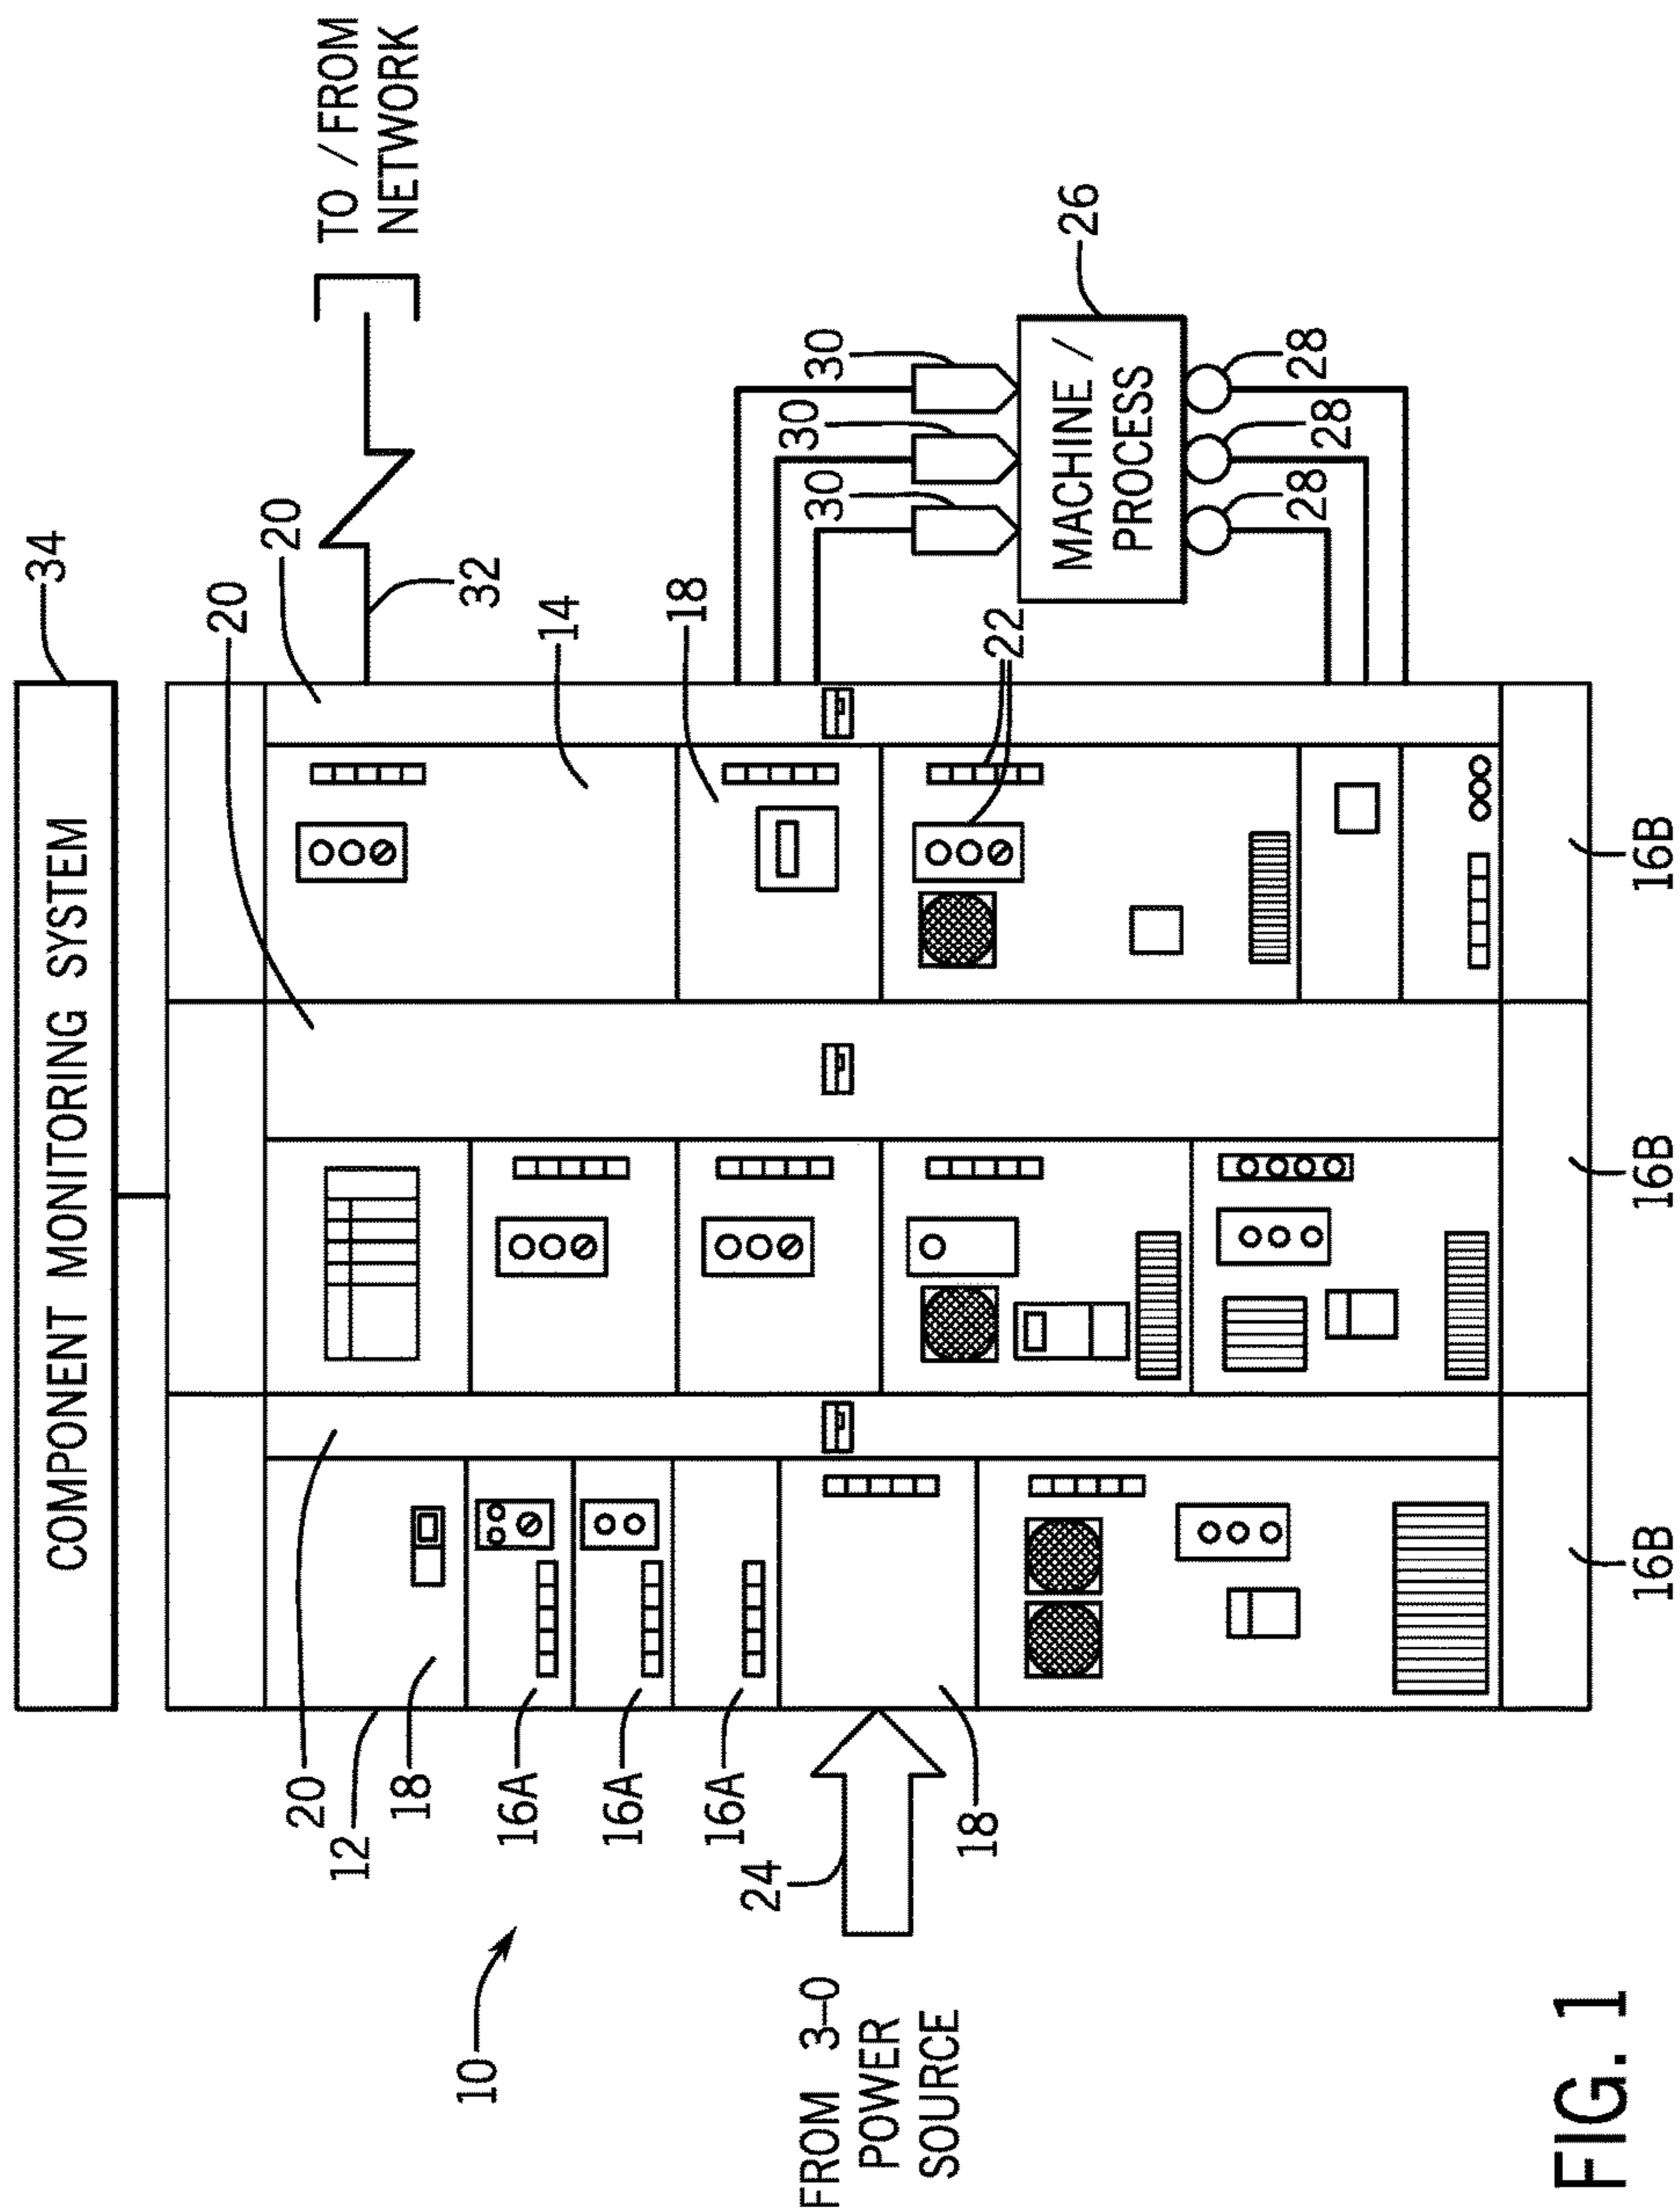 COMPONENT MONITORING SYSTEM
34
TO / FROM
NETWORK
20
20
32
14
18
22
30
30
30
26
MACHINE /
PROCESS
28
28
28
20
12
18
16A
16A
16A
24
18
10
FROM 3-0
POWER
SOURCE
16B
16B
16B
FIG. 1